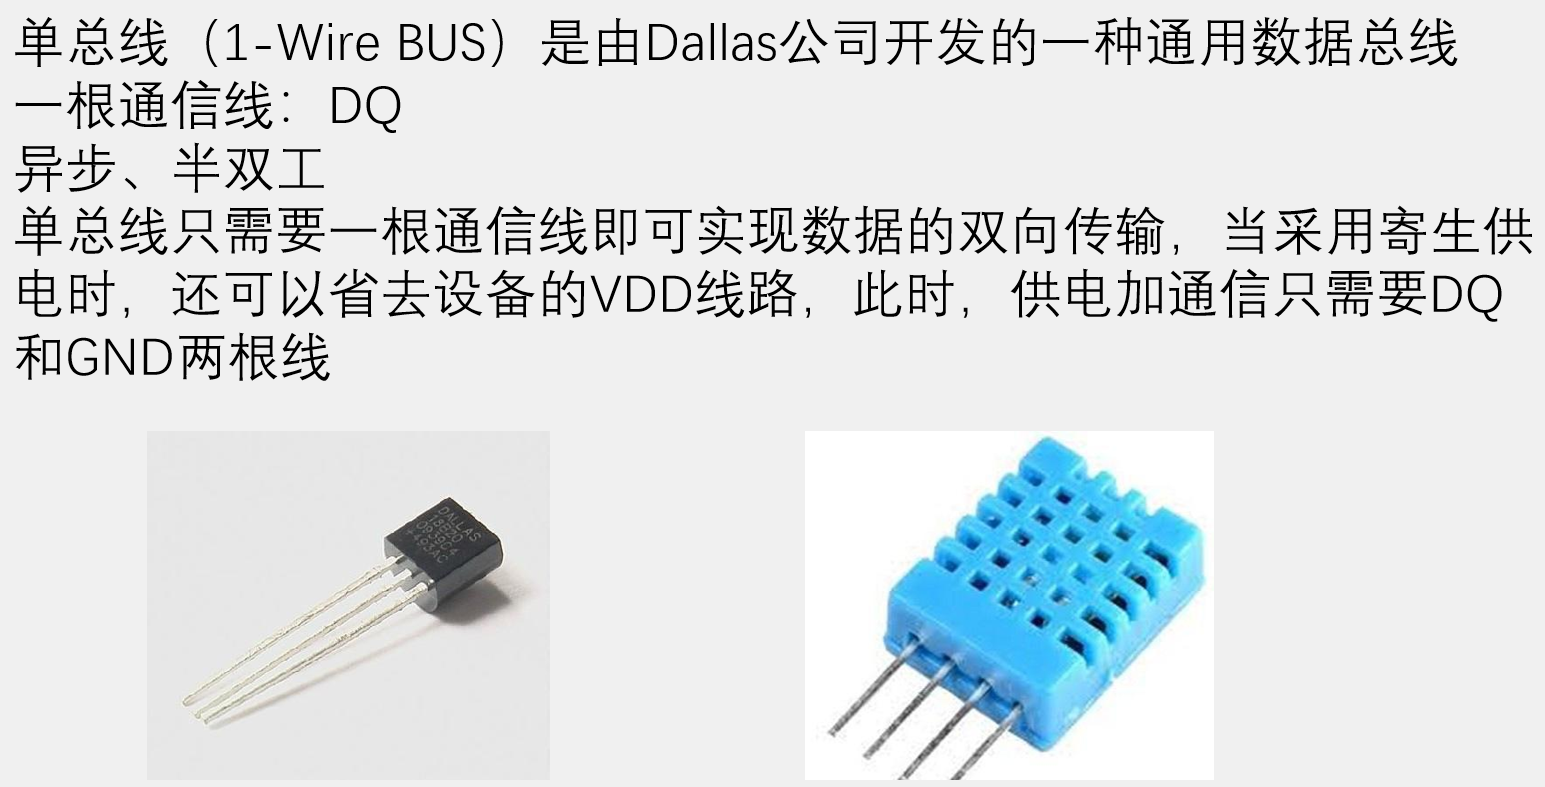 单总线（1-Wire BUS）是由Dallas公司开发的一种通用数据总线
一根通信线：DQ
异步、半双工
单总线只需要一根通信线即可实现数据的双向传输，当采用寄生供
电时，还可以省去设备的VDD线路，此时，供电加通信只需要DQ
和GND两根线
DALLAS
18B20
0939C4
+493AC